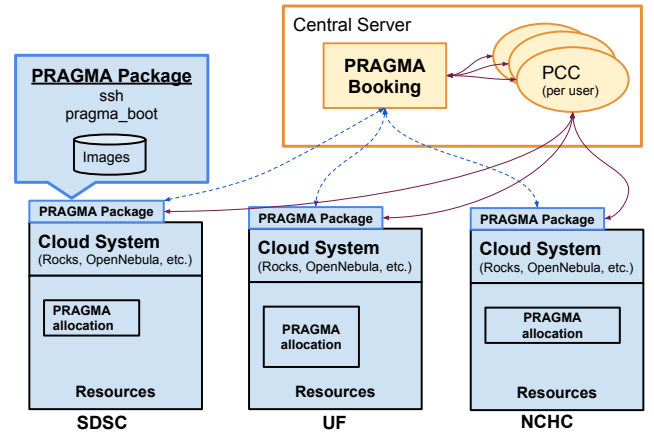 Central Server
PRAGMA
Booking
PCC
(per user)
PRAGMA Package
ssh
pragma_boot
Images
PRAGMA Package
Cloud System
(Rocks, OpenNebula, etc.)
PRAGMA
allocation
Resources
SDSC
PRAGMA Package
Cloud System
(Rocks, OpenNebula, etc.)
PRAGMA
allocation
Resources
UF
PRAGMA Package
Cloud System
(Rocks, OpenNebula, etc.)
PRAGMA
allocation
Resources
NCHC